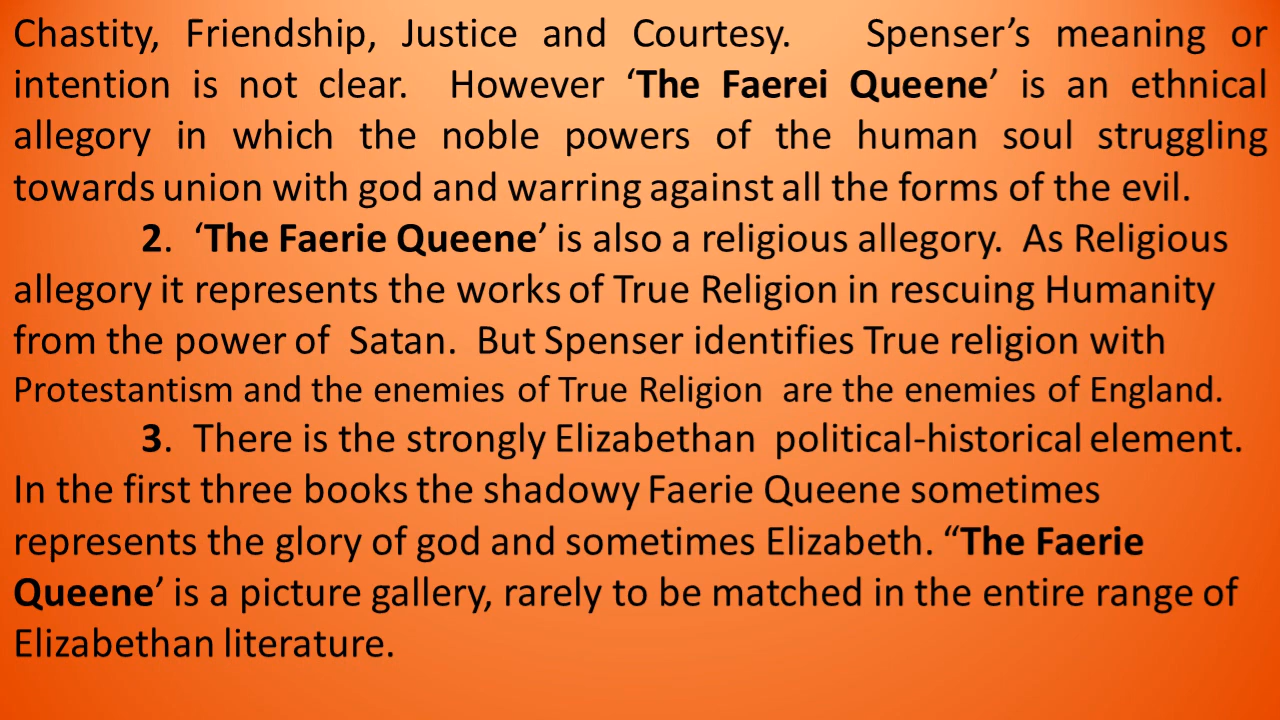 Chastity, Friendship, Justice and Courtesy. Spenser’s meaning or
intention is not clear. However ‘The Faerei Queene’ is an ethnical
allegory in which the noble powers of the human soul struggling
towards union with god and warring against all the forms of the evil.
2. ‘The Faerie Queene’ is also a religious allegory. As Religious
allegory it represents the works of True Religion in rescuing Humanity
from the power of Satan. But Spenser identifies True religion with
Protestantism and the enemies of True Religion are the enemies of England.
3. There is the strongly Elizabethan political-historical element.
In the first three books the shadowy Faerie Queene sometimes
represents the glory of god and sometimes Elizabeth. “The Faerie
Queene’ is a picture gallery, rarely to be matched in the entire range of
Elizabethan literature.